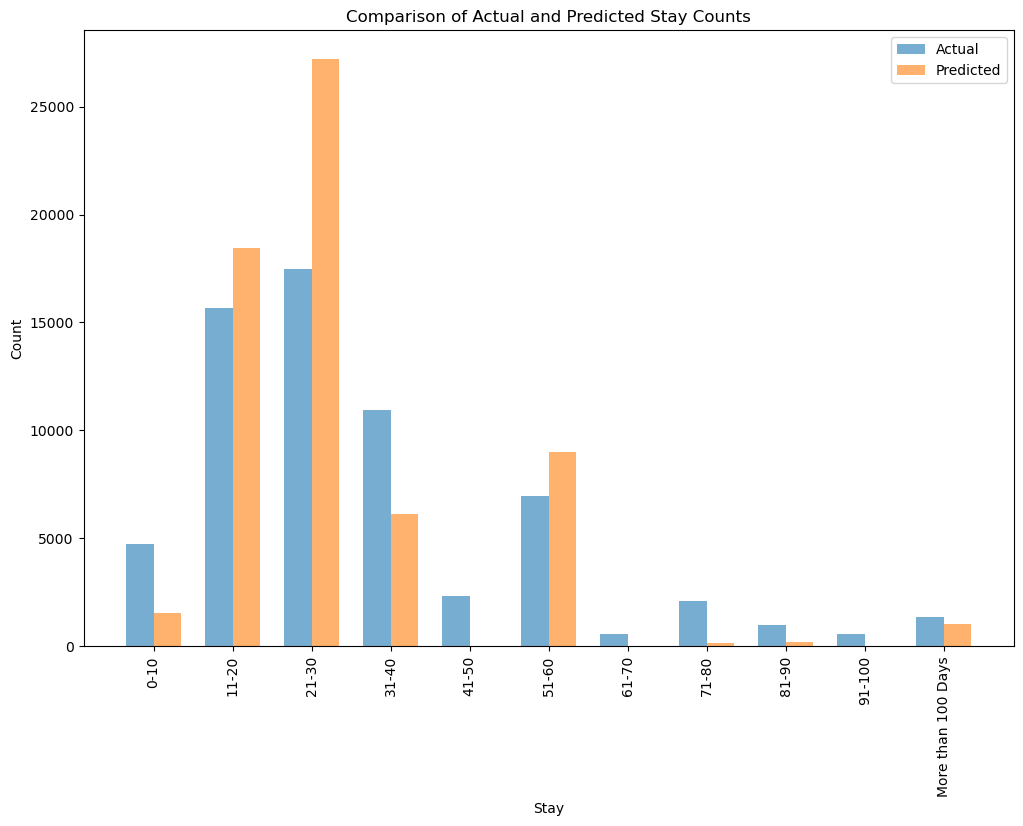 Comparison of Actual and Predicted Stay Counts
Actual
Predicted
Count
25000
20000
15000
10000
5000
0
0-10
11-20
21-30
31-40
41-50
51-60
61-70
71-80
81-90
91-100
More than 100 Days
Stay